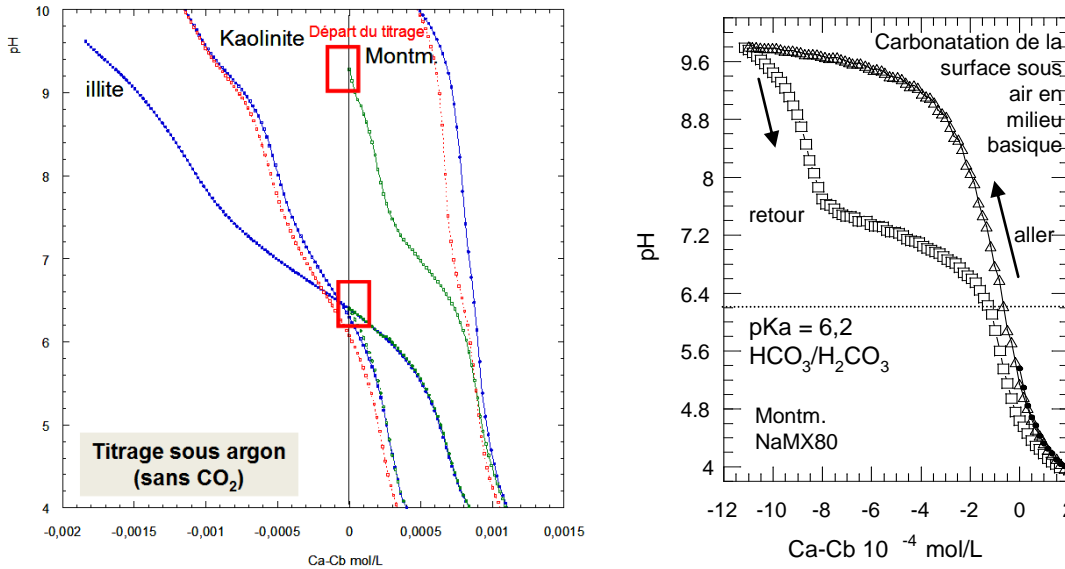 10
9
8
7
6
5
4
pH
Kaolinite
Départ du titrage
Montm
illite
Titrage sous argon
(sans CO2)
-0,002
-0,0015
-0,001
-0,0005
0
0,0005
0,001
0,0015
Ca-Cb mol/L
9.6
8.8
8
7.2
6.4
5.6
4.8
4
pH
Carbonatation de la
surface sous
air en
milieu
basique
retour
aller
pKa = 6,2
HCO3/H2CO3
Montm.
NaMX80
-12
-10
-8
-6
-4
-2
0
2
Ca-Cb 10 -4 mol/L